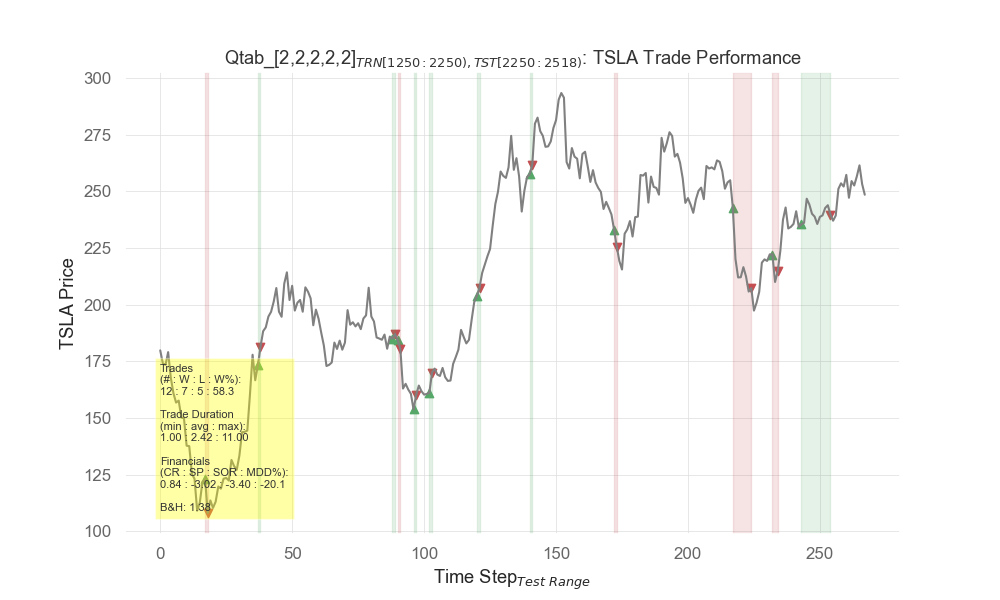 Qtab_[2,2,2,2,2]TRN[1250:2250),TST[2250:2518): TSLA Trade Performance
300
275
250
225
200
175
150
125
100
TSLA Price
Trades
(# : W : L : W%):
12 : 7 : 5 : 58.3
Trade Duration
(min : avg : max):
1.00 : 2.42 : 11.00
Financials
(CR : SP : SOR : MDD%):
0.84 : -3.02 : -3.40 : -20.1
B&H: 1.38
0
50
100
150
200
250
Time StepTest Range